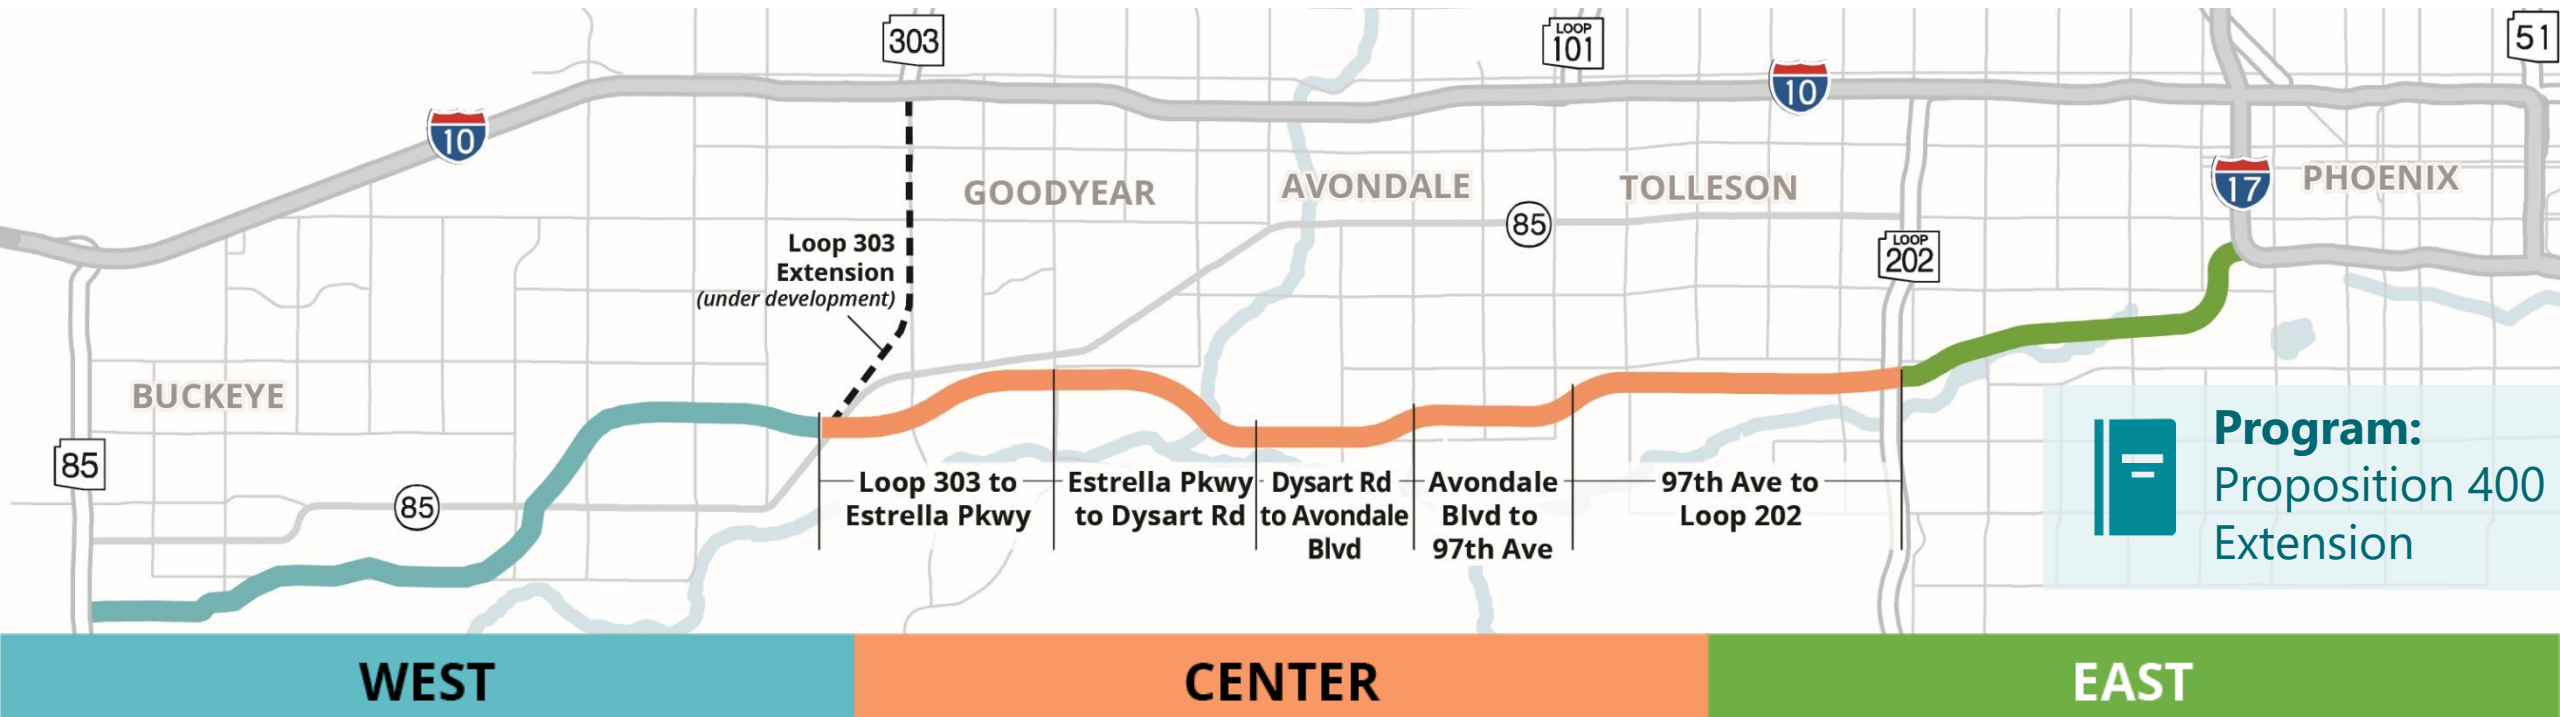 303
LOOP
101
51
10
10
17
GOODYEAR
AVONDALE
TOLLESON
PHOENIX
85
Loop 303
Extension
(under development)
LOOP
202
BUCKEYE
85
85
Loop 303 to
Estrella Pkwy
Estrella Pkwy
to Dysart Rd
Dysart Rd
to Avondale
Blvd
Avondale
Blvd to
97th Ave
97th Ave to
Loop 202
Program:
Proposition 400
Extension
WEST
CENTER
EAST